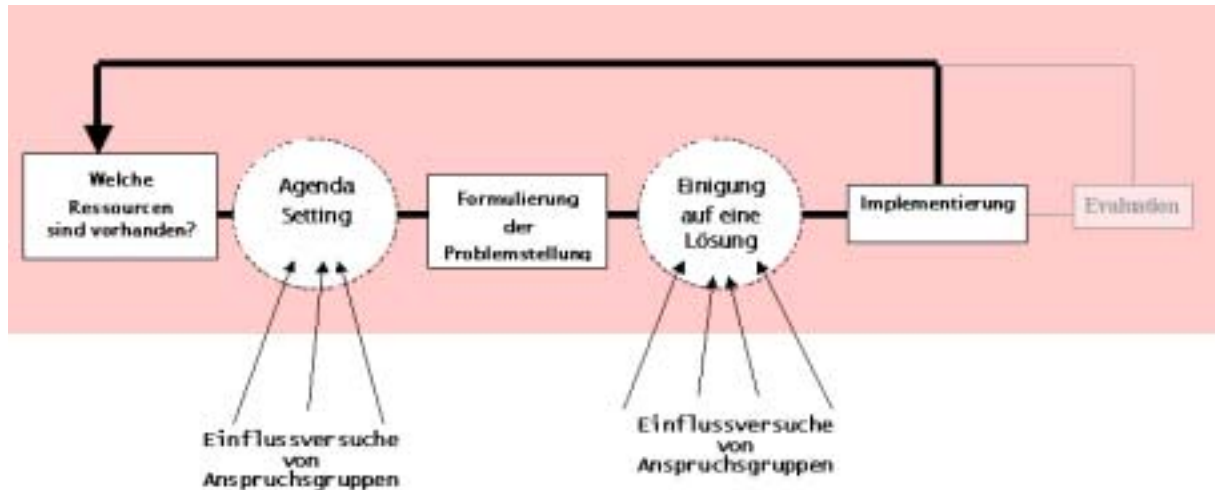 Welche
Ressourcen
sind vorhanden?
Agenda
Setting
Formulierung
der
Problemstellung
Einigung
auf eine
Lösung
Implementierung
Evaluation
Einflussversuche
von
Anspruchsgruppen
Einflussversuche
von
Anspruchsgruppen